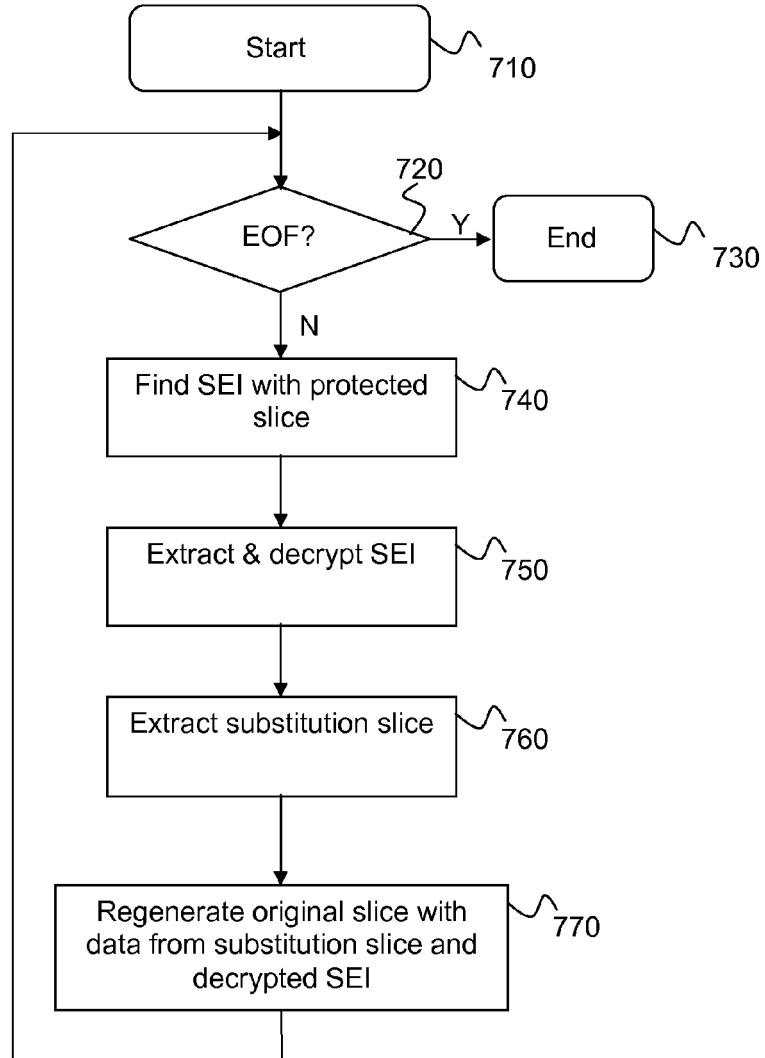 Start
710
720
EOF?
Y
End
730
N
Find SEI with protected
slice
740
Extract & decrypt SEI
750
Extract substitution slice
760
Regenerate original slice with
data from substitution slice and
decrypted SEI
770